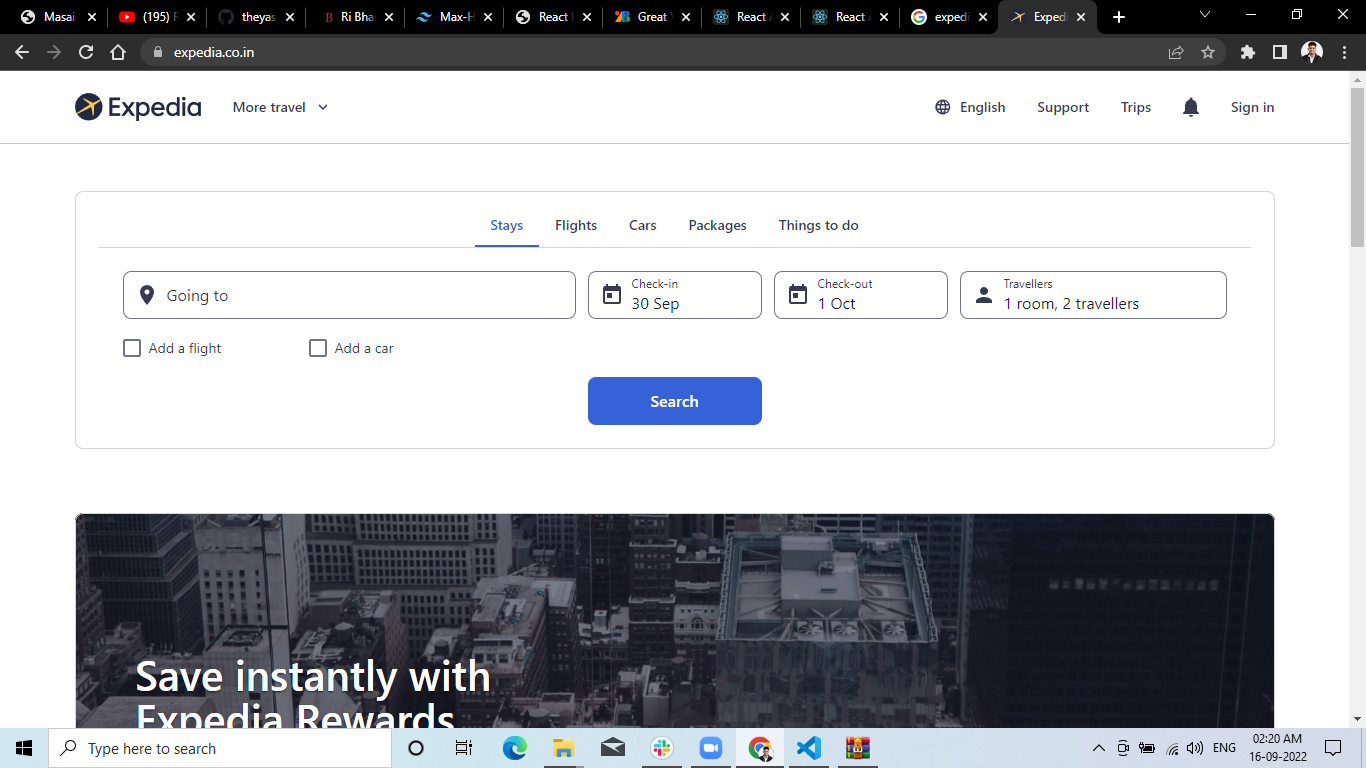 Masai
(195)
theyas
Ri Bha
Max-H
React
Great
React
React
expedi
Expedi
expedia.co.in
Expedia
More travel
English
Support
Trips
Sign in
Stays
Flights
Cars
Packages
Things to do
Going to
Check-in
30 Sep
Check-out
1 Oct
Travellers
1 room, 2 travellers
Add a flight
Add a car
Search
Save instantly with
Expedia Rewards
Type here to search
ENG
02:20 AM
16-09-2022